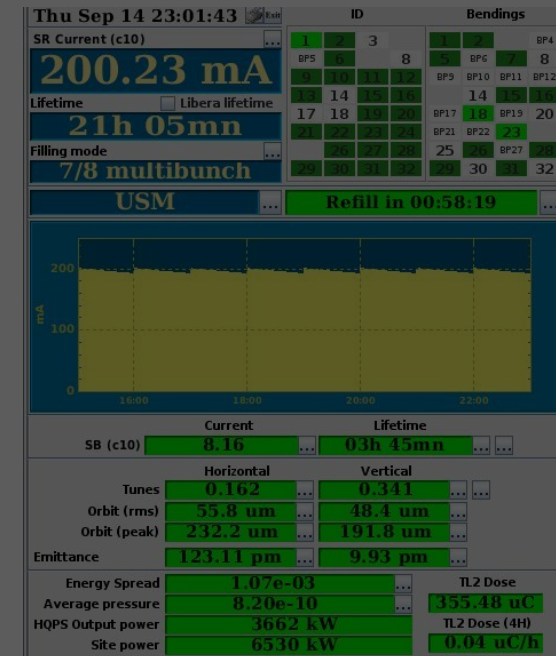 Thu Sep 14 23:01:43 Exit
ID
Bendings
SR Current (c10) ...
200.23 mA
Lifetime Libera lifetime
21h 05mn
Filling mode ...
7/8 multibunch
1 2 3
BP5 6 8
9 10 11 12
13 14 15 16
17 18 19 20
21 22 23 24
26 27 28
29 30 31 32
1 2 BP4
5 BP6 7 8
BP9 BP10 BP11 BP12
14 15 16
BP17 18 BP19 20
BP21 BP22 23
25 26 BP27 28
29 30 31 32
USM ...
Refill in 00:58:19 ...
mA
200
100
0
16:00 18:00 20:00 22:00
Current Lifetime
SB (c10) 8.16 ... 03h 45mn ... ...
Horizontal Vertical
Tunes 0.162 ... 0.341 ... ...
Orbit (rms) 55.8 um ... 48.4 um ...
Orbit (peak) 232.2 um ... 191.8 um ...
Emittance 123.11 pm ... 9.93 pm ...
Energy Spread 1.07e-03 ...
Average pressure 8.20e-10 ...
HQPS Output power 3662 kW
Site power 6530 kW
TL2 Dose
355.48 uC
TL2 Dose (4H)
0.04 uC/h